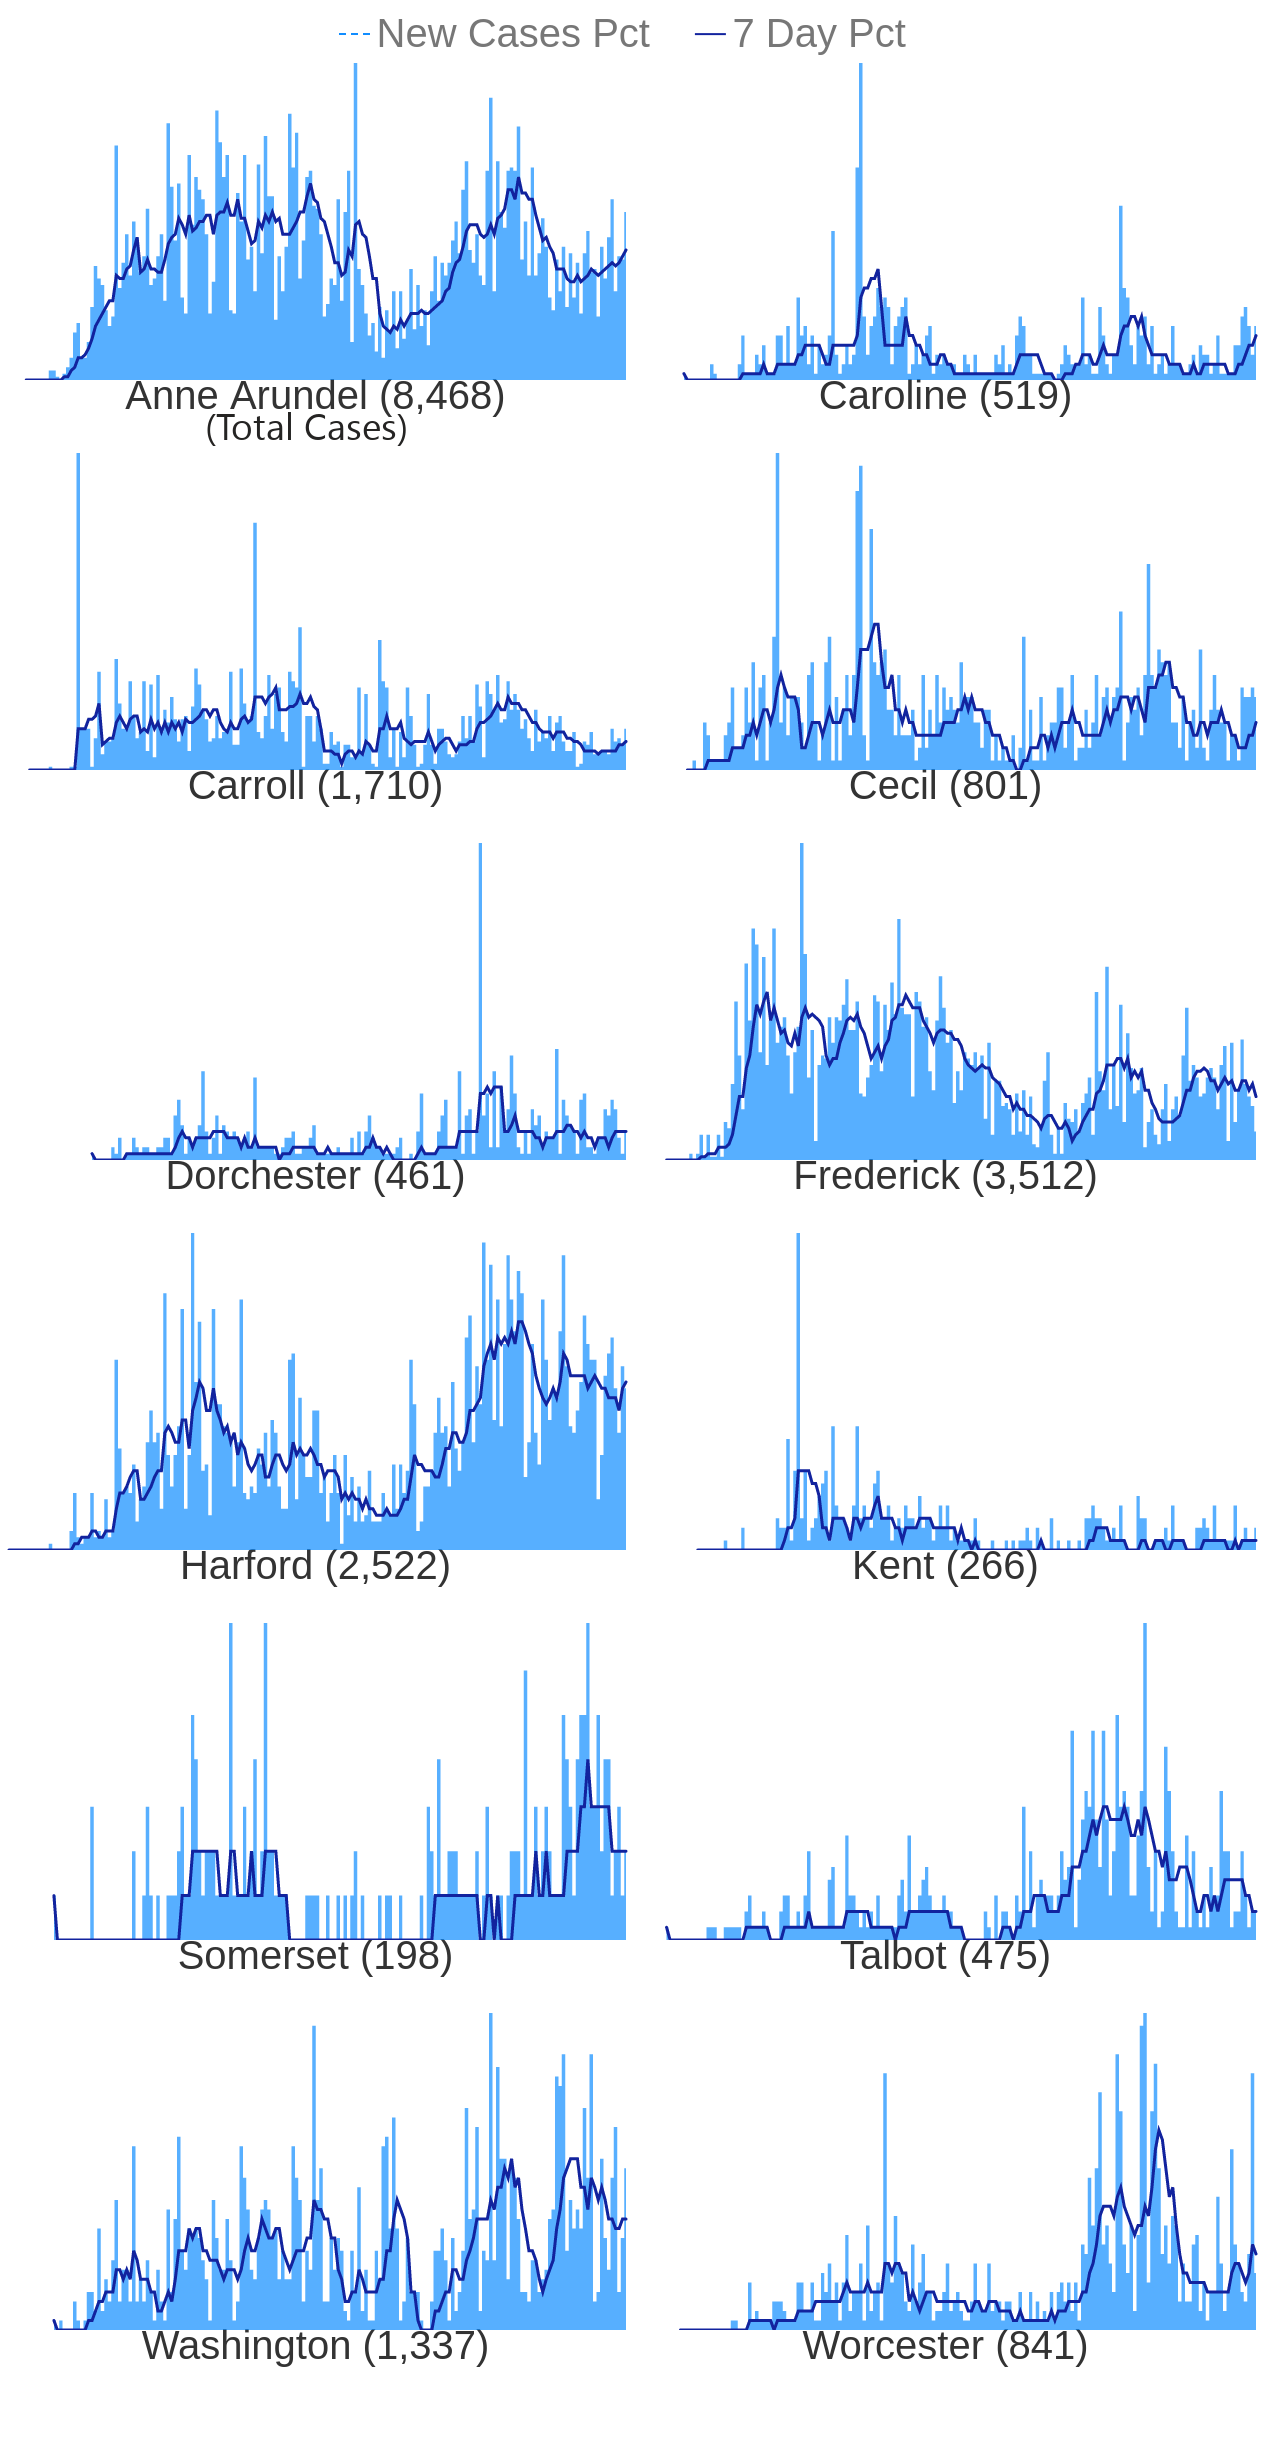 New Cases Pct 7 Day Pct
Anne Arundel (8,468)
(Total Cases)
Caroline (519)
Carroll (1,710)
Cecil (801)
Dorchester (461)
Frederick (3,512)
Harford (2,522)
Kent (266)
Somerset (198)
Talbot (475)
Washington (1,337)
Worcester (841)